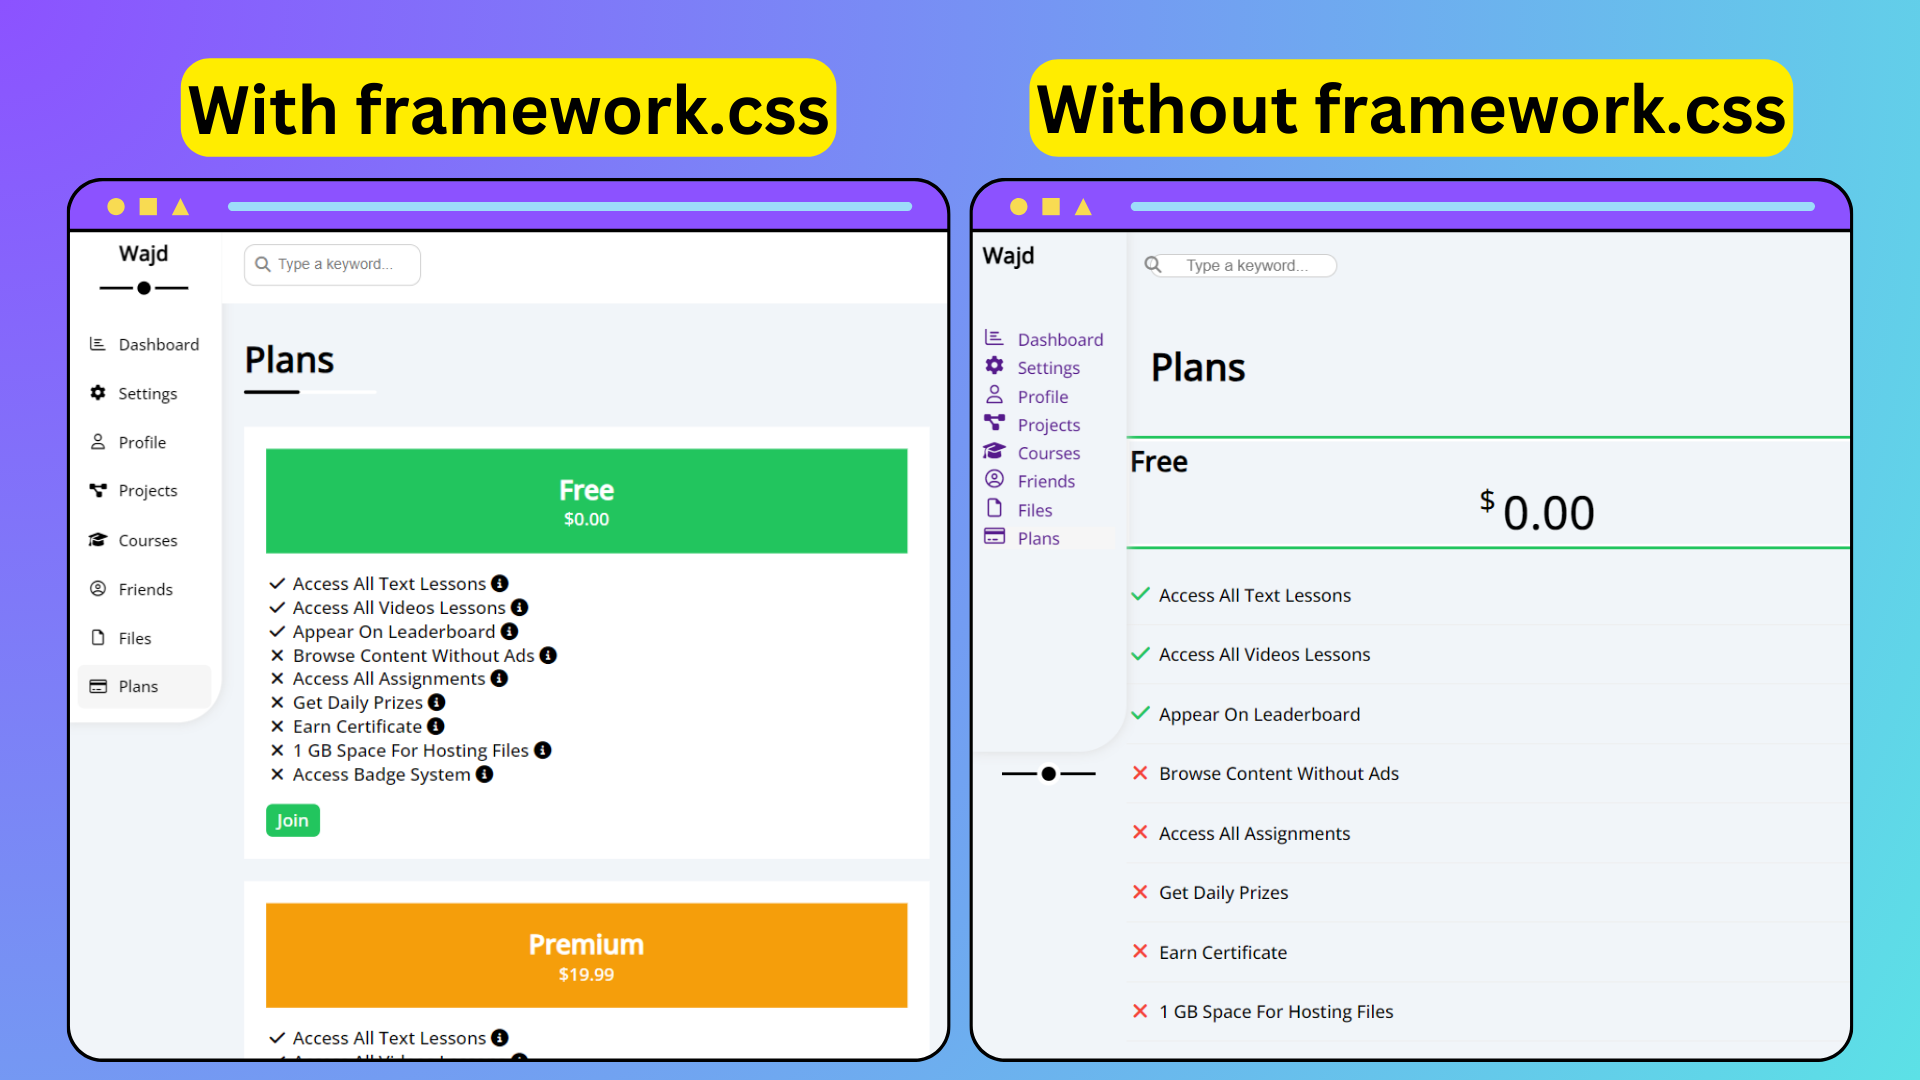 With framework.css
Without framework.css
Wajd
Type a keyword...
Dashboard
Settings
Profile
Projects
Courses
Friends
Files
Plans
Plans
Free
$0.00
Access All Text Lessons
Access All Videos Lessons
Appear On Leaderboard
Browse Content Without Ads
Access All Assignments
Get Daily Prizes
Earn Certificate
1 GB Space For Hosting Files
Access Badge System
Join
Premium
$19.99
Access All Text Lessons
Wajd
Type a keyword...
Dashboard
Settings
Profile
Projects
Courses
Friends
Files
Plans
Plans
Free
$ 0.00
Access All Text Lessons
Access All Videos Lessons
Appear On Leaderboard
Browse Content Without Ads
Access All Assignments
Get Daily Prizes
Earn Certificate
1 GB Space For Hosting Files